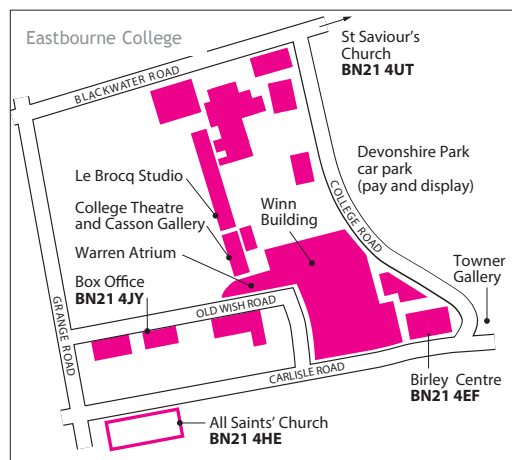 Eastbourne College
St Saviour's
Church
BN21 4UT
BLACKWATER ROAD
Devonshire Park
car park
(pay and display)
Le Brocq Studio
College Theatre
and Casson Gallery
Winn
Building
COLLEGE ROAD
Warren Atrium
Towner
Gallery
Box Office
BN21 4JY
OLD WISH ROAD
GRANGE ROAD
CARLISLE ROAD
Birley Centre
BN21 4EF
All Saints' Church
BN21 4HE